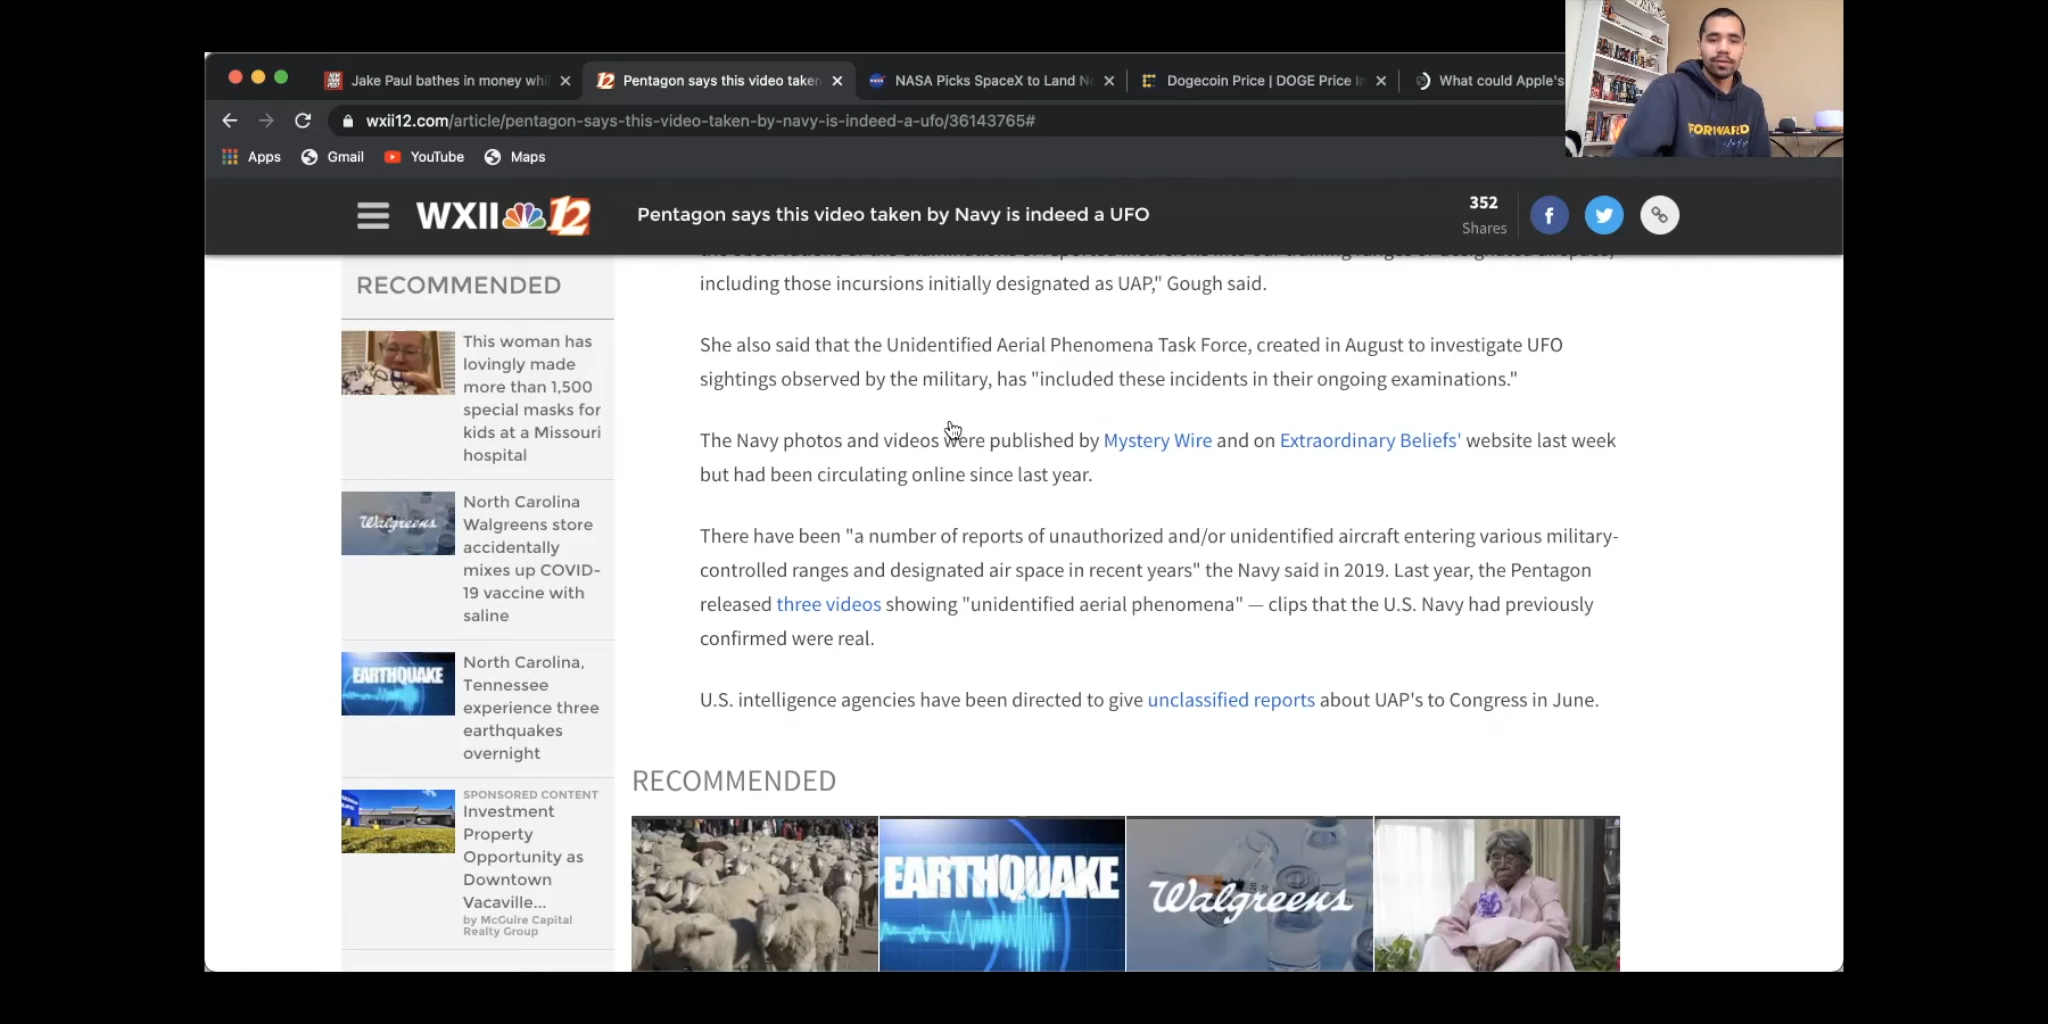 Jake Paul bathes in money whi
Pentagon says this video taken
NASA Picks SpaceX to Land N
Dogecoin Price | DOGE Price In
What could Apple's
wxii12.com/article/pentagon-says-this-video-taken-by-navy-is-indeed-a-ufo/36143765#
Apps Gmail YouTube Maps
FORWARD
WXII 12
Pentagon says this video taken by Navy is indeed a UFO
352
Shares
RECOMMENDED
This woman has
lovingly made
more than 1,500
special masks for
kids at a Missouri
hospital
Walgreens
North Carolina
Walgreens store
accidentally
mixes up COVID-
19 vaccine with
saline
EARTHQUAKE
North Carolina,
Tennessee
experience three
earthquakes
overnight
SPONSORED CONTENT
Investment
Property
Opportunity as
Downtown
Vacaville...
by McGuire Capital
Realty Group
including those incursions initially designated as UAP," Gough said.
She also said that the Unidentified Aerial Phenomena Task Force, created in August to investigate UFO
sightings observed by the military, has "included these incidents in their ongoing examinations."
The Navy photos and videos were published by Mystery Wire and on Extraordinary Beliefs' website last week
but had been circulating online since last year.
There have been "a number of reports of unauthorized and/or unidentified aircraft entering various military-
controlled ranges and designated air space in recent years" the Navy said in 2019. Last year, the Pentagon
released three videos showing "unidentified aerial phenomena" — clips that the U.S. Navy had previously
confirmed were real.
U.S. intelligence agencies have been directed to give unclassified reports about UAP's to Congress in June.
RECOMMENDED
EARTHQUAKE
Walgreens